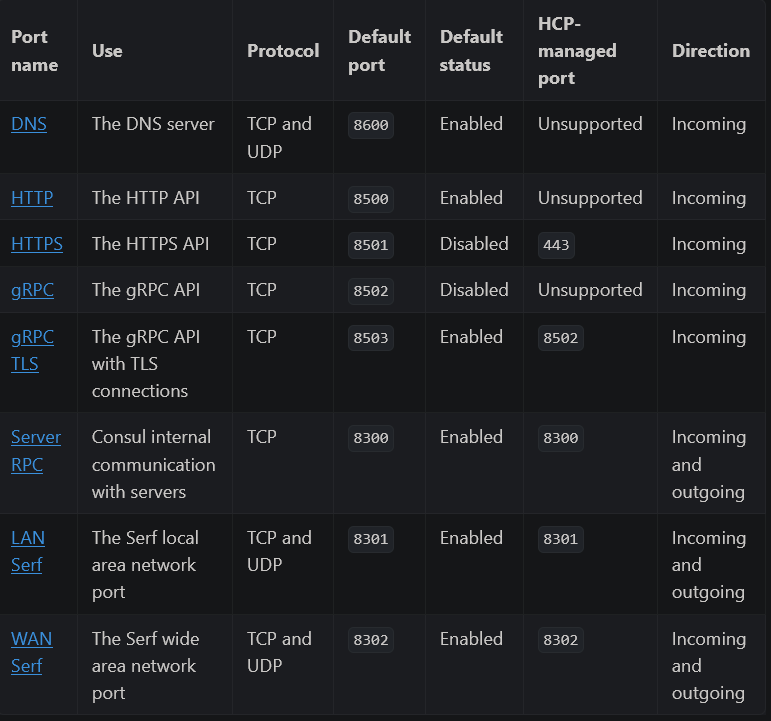 Port name | Use | Protocol | Default port | Default status | HCP-managed port | Direction
DNS | The DNS server | TCP and UDP | 8600 | Enabled | Unsupported | Incoming
HTTP | The HTTP API | TCP | 8500 | Enabled | Unsupported | Incoming
HTTPS | The HTTPS API | TCP | 8501 | Disabled | 443 | Incoming
gRPC | The gRPC API | TCP | 8502 | Disabled | Unsupported | Incoming
gRPC TLS | The gRPC API with TLS connections | TCP | 8503 | Enabled | 8502 | Incoming
Server RPC | Consul internal communication with servers | TCP | 8300 | Enabled | 8300 | Incoming and outgoing
LAN Serf | The Serf local area network port | TCP and UDP | 8301 | Enabled | 8301 | Incoming and outgoing
WAN Serf | The Serf wide area network port | TCP and UDP | 8302 | Enabled | 8302 | Incoming and outgoing